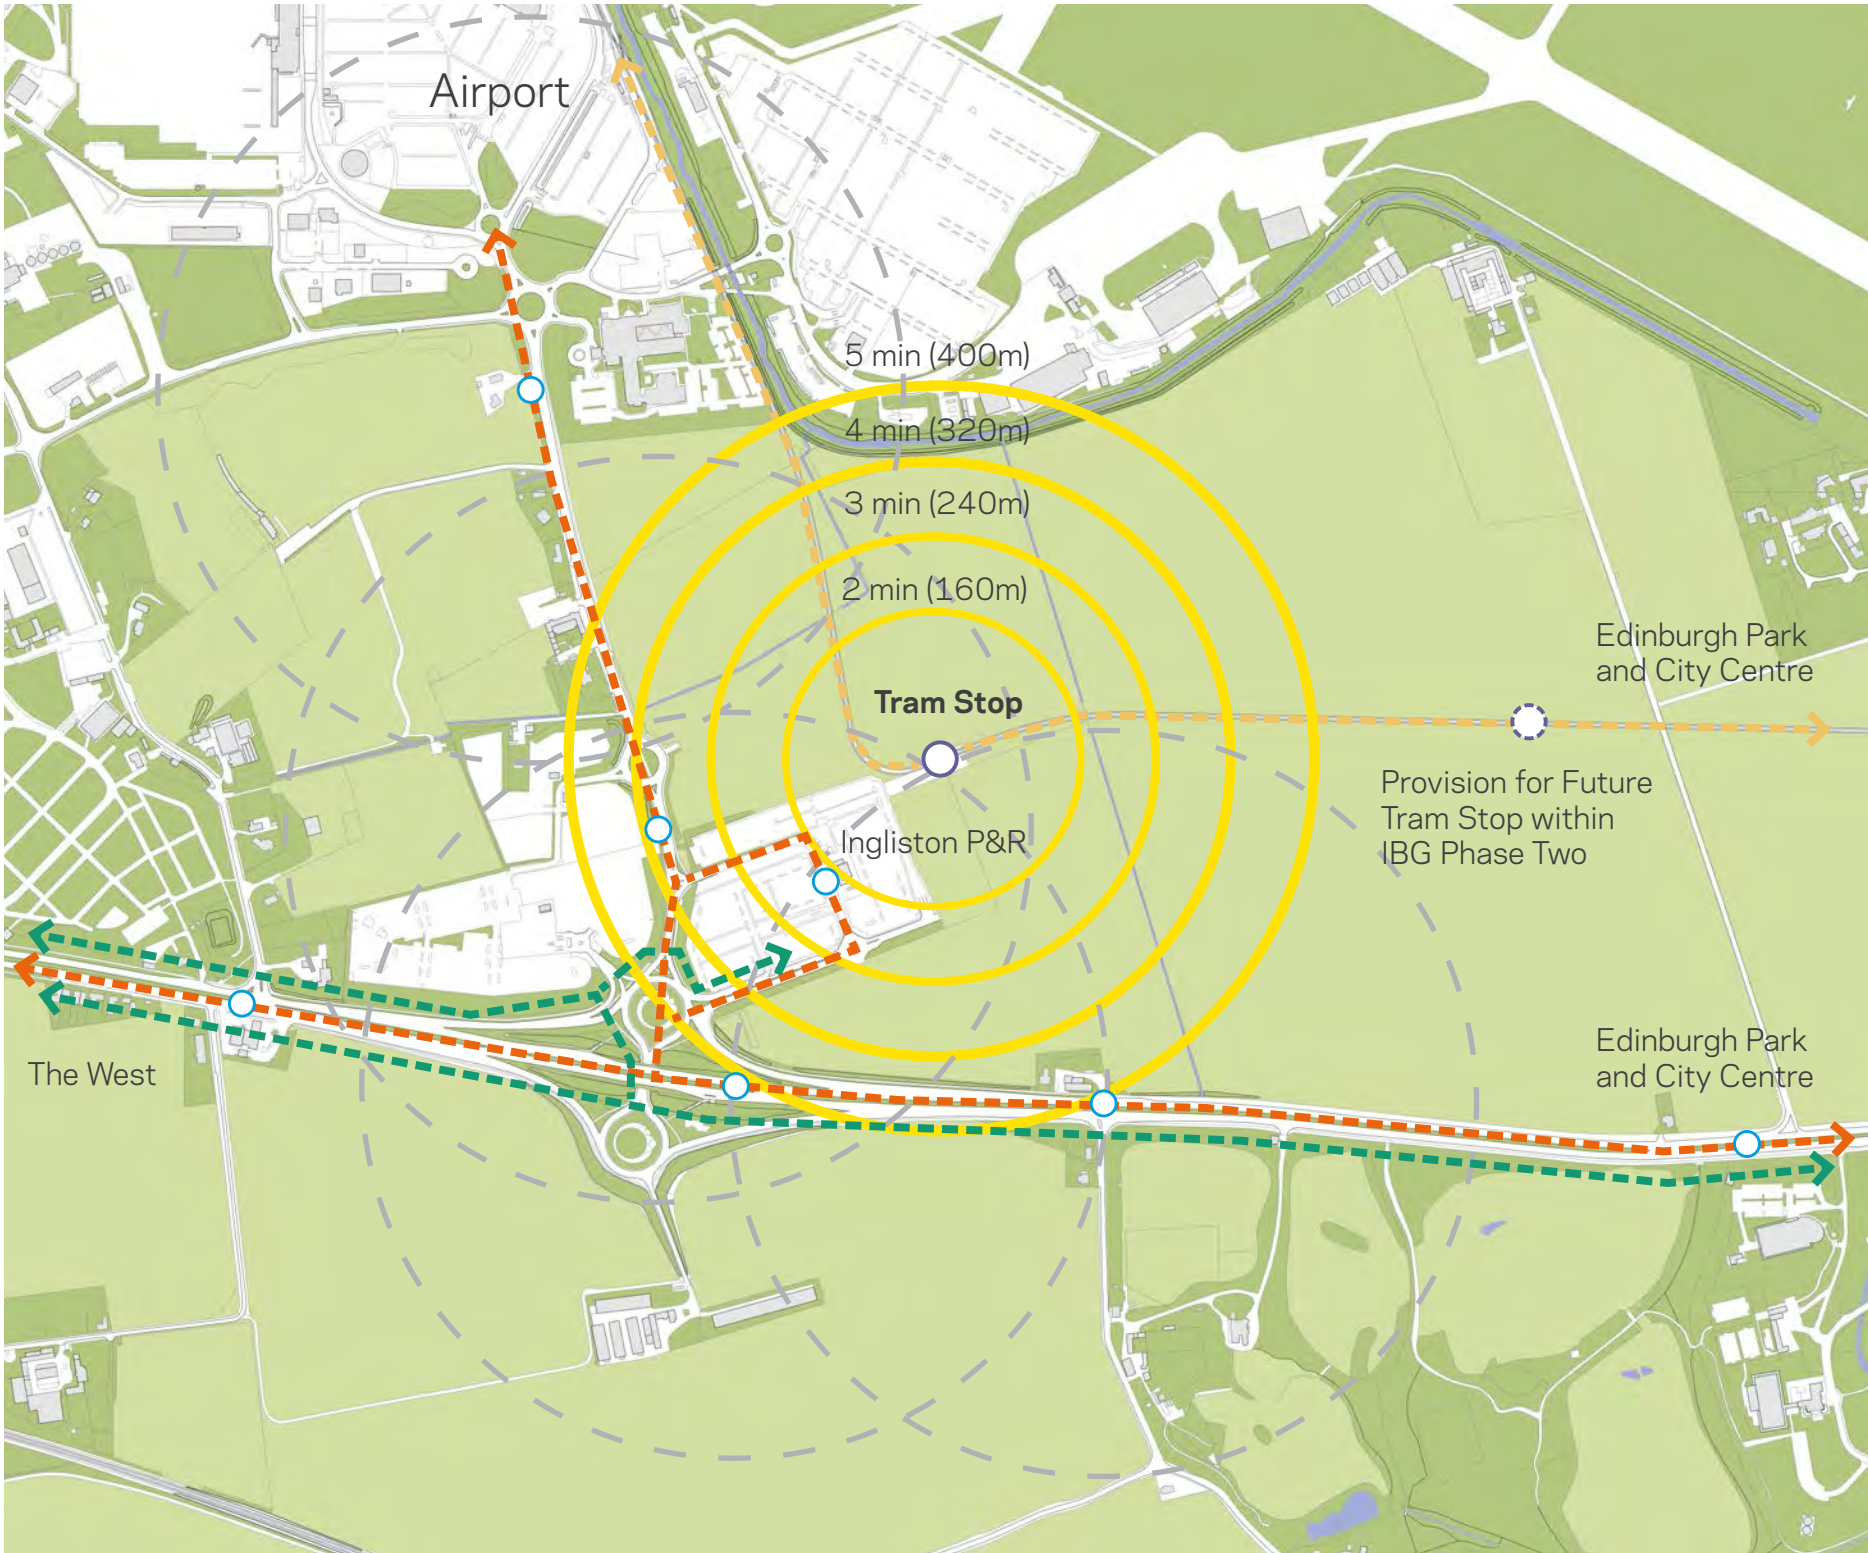 Airport
5 min (400m)
4 min (320m)
3 min (240m)
2 min (160m)
Edinburgh Park
and City Centre
Tram Stop
Provision for Future
Tram Stop within
IBG Phase Two
Ingliston P&R
The West
Edinburgh Park
and City Centre